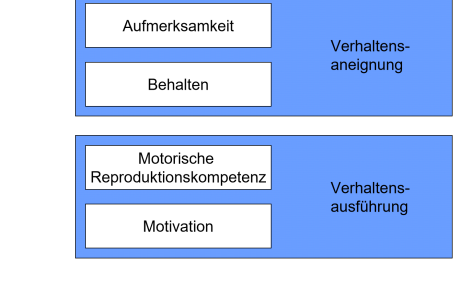 Aufmerksamkeit
Verhaltens-
aneignung
Behalten
Motorische
Reproduktionskompetenz
Verhaltens-
ausführung
Motivation